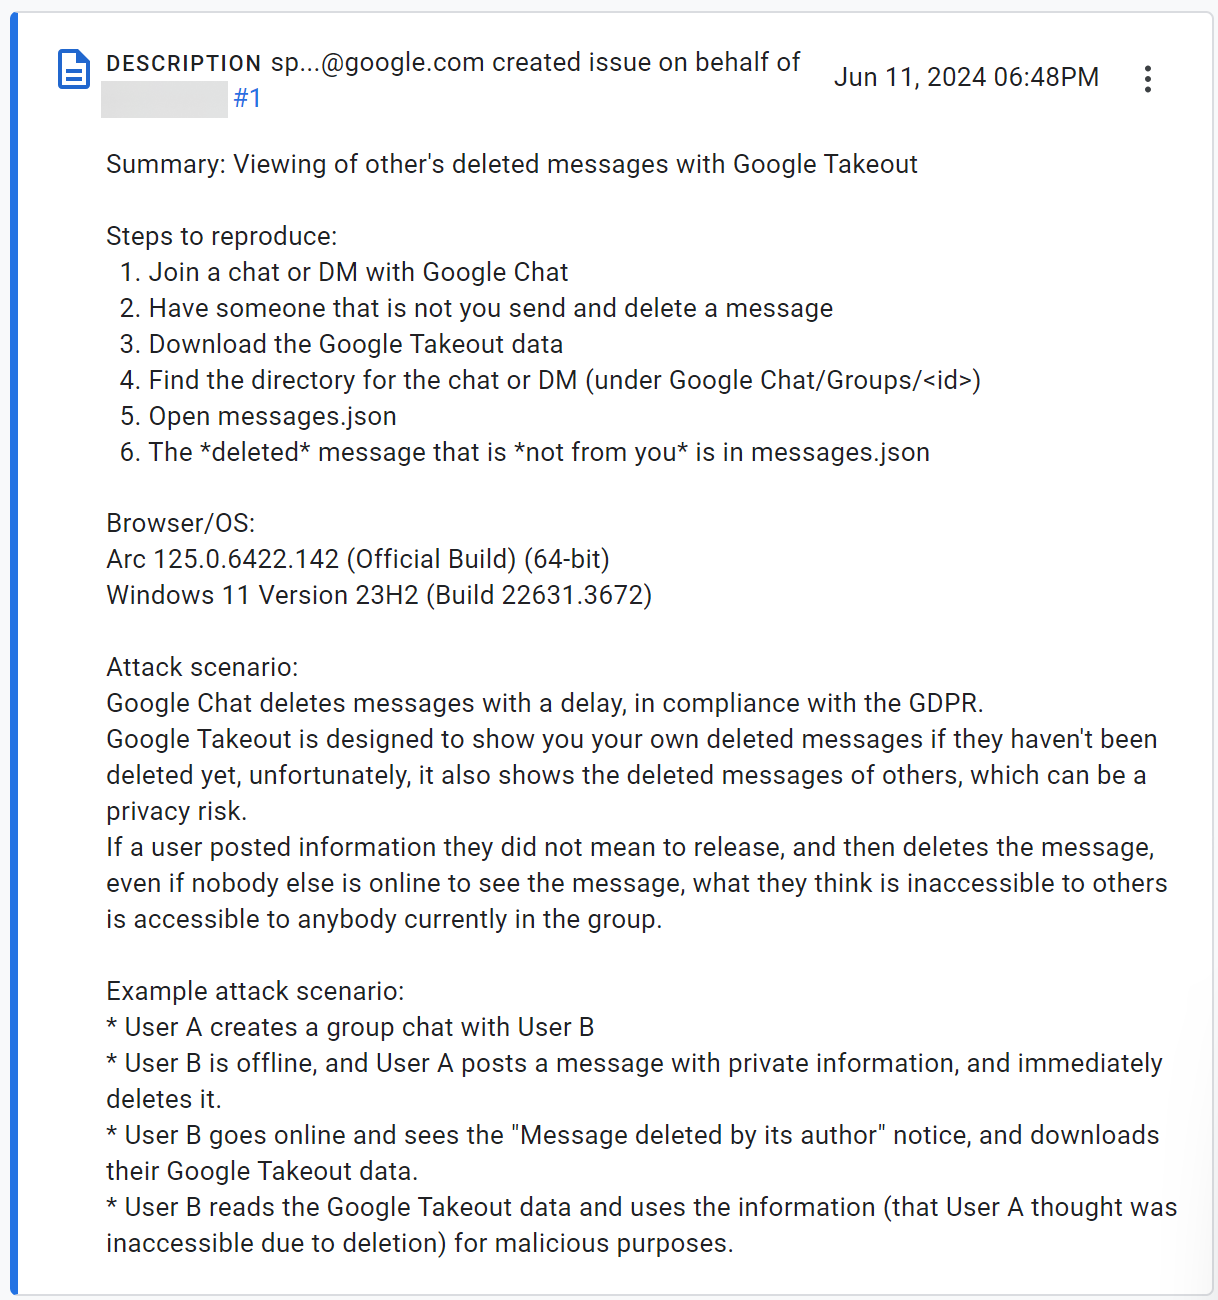 DESCRIPTION sp...@google.com created issue on behalf of
#1
Jun 11, 2024 06:48PM
Summary: Viewing of other's deleted messages with Google Takeout
Steps to reproduce:
1. Join a chat or DM with Google Chat
2. Have someone that is not you send and delete a message
3. Download the Google Takeout data
4. Find the directory for the chat or DM (under Google Chat/Groups/<id>)
5. Open messages.json
6. The *deleted* message that is *not from you* is in messages.json
Browser/OS:
Arc 125.0.6422.142 (Official Build) (64-bit)
Windows 11 Version 23H2 (Build 22631.3672)
Attack scenario:
Google Chat deletes messages with a delay, in compliance with the GDPR.
Google Takeout is designed to show you your own deleted messages if they haven't been
deleted yet, unfortunately, it also shows the deleted messages of others, which can be a
privacy risk.
If a user posted information they did not mean to release, and then deletes the message,
even if nobody else is online to see the message, what they think is inaccessible to others
is accessible to anybody currently in the group.
Example attack scenario:
* User A creates a group chat with User B
* User B is offline, and User A posts a message with private information, and immediately
deletes it.
* User B goes online and sees the "Message deleted by its author" notice, and downloads
their Google Takeout data.
* User B reads the Google Takeout data and uses the information (that User A thought was
inaccessible due to deletion) for malicious purposes.